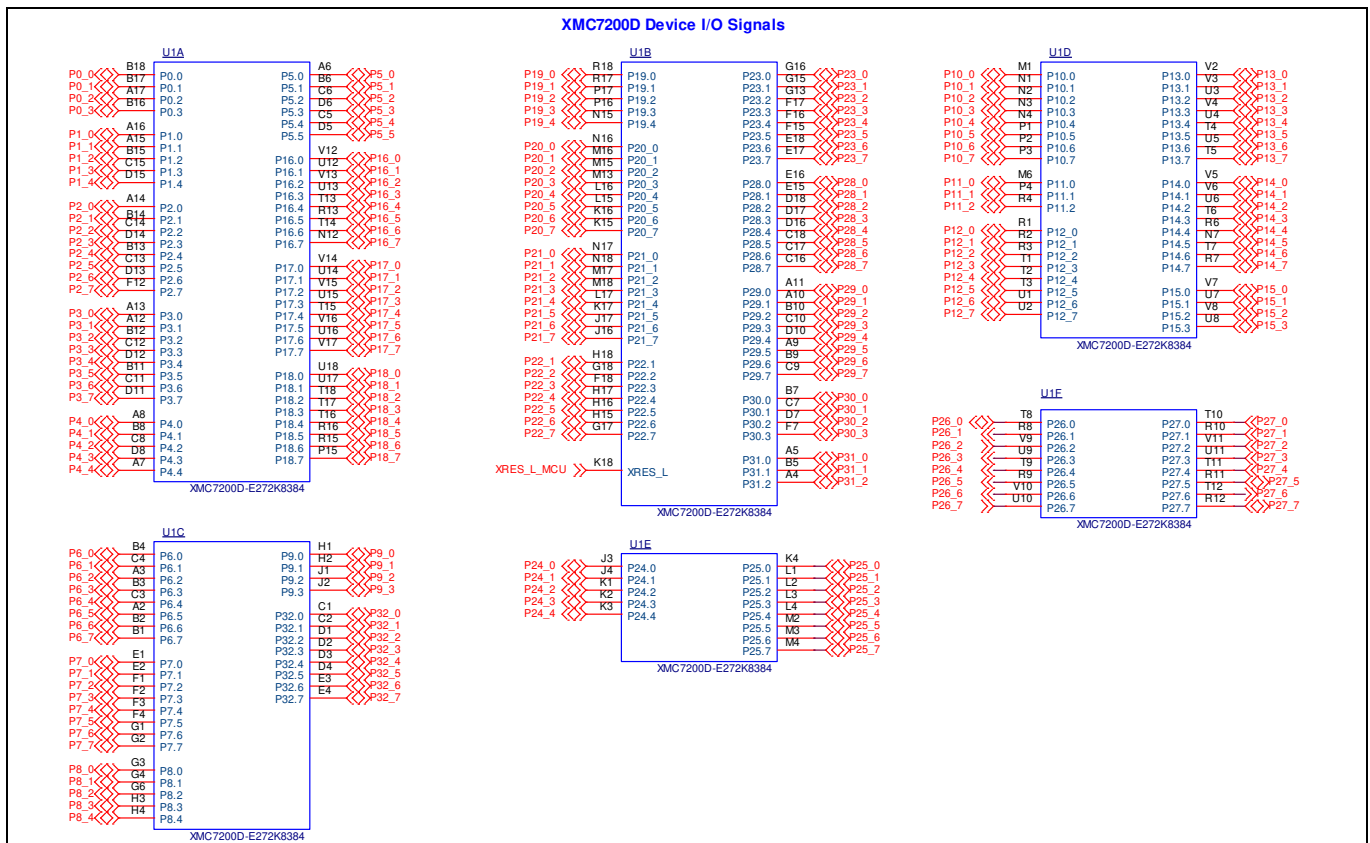 XMC7200D Device I/O Signals
U1A
P0_0 B18 P0.0
P0_1 B17 P0.1
P0_2 A17 P0.2
P0_3 B16 P0.3
P1_0 A16 P1.0
P1_1 A15 P1.1
P1_2 B15 P1.2
P1_3 C15 P1.3
P1_4 D15 P1.4
P2_0 A14 P2.0
P2_1 B14 P2.1
P2_2 C14 P2.2
P2_3 D14 P2.3
P2_4 B13 P2.4
P2_5 C13 P2.5
P2_6 D13 P2.6
P2_7 F12 P2.7
P3_0 A13 P3.0
P3_1 A12 P3.1
P3_2 B12 P3.2
P3_3 C12 P3.3
P3_4 D12 P3.4
P3_5 B11 P3.5
P3_6 C11 P3.6
P3_7 D11 P3.7
P4_0 A8 P4.0
P4_1 B8 P4.1
P4_2 C8 P4.2
P4_3 D8 P4.3
P4_4 A7 P4.4
P5.0 A6 P5_0
P5.1 B6 P5_1
P5.2 C6 P5_2
P5.3 D6 P5_3
P5.4 C5 P5_4
P5.5 D5 P5_5
P16.0 V12 P16_0
P16.1 U12 P16_1
P16.2 V13 P16_2
P16.3 U13 P16_3
P16.4 T13 P16_4
P16.5 R13 P16_5
P16.6 T14 P16_6
P16.7 N12 P16_7
P17.0 V14 P17_0
P17.1 U14 P17_1
P17.2 V15 P17_2
P17.3 U15 P17_3
P17.4 T15 P17_4
P17.5 V16 P17_5
P17.6 U16 P17_6
P17.7 V17 P17_7
P18.0 U18 P18_0
P18.1 U17 P18_1
P18.2 T18 P18_2
P18.3 T17 P18_3
P18.4 T16 P18_4
P18.5 R16 P18_5
P18.6 R15 P18_6
P18.7 P15 P18_7
XMC7200D-E272K8384
U1B
P19_0 R18 P19.0
P19_1 R17 P19.1
P19_2 P17 P19.2
P19_3 P16 P19.3
P19_4 N15 P19.4
P20_0 N16 P20_0
P20_1 M16 P20_1
P20_2 M15 P20_2
P20_3 M13 P20_3
P20_4 L16 P20_4
P20_5 L15 P20_5
P20_6 K16 P20_6
P20_7 K15 P20_7
P21_0 N17 P21_0
P21_1 N18 P21_1
P21_2 M17 P21_2
P21_3 M18 P21_3
P21_4 L17 P21_4
P21_5 K17 P21_5
P21_6 J17 P21_6
P21_7 J16 P21_7
P22_1 H18 P22.1
P22_2 G18 P22.2
P22_3 F18 P22.3
P22_4 H17 P22.4
P22_5 H16 P22.5
P22_6 H15 P22.6
P22_7 G17 P22.7
XRES_L_MCU K18 XRES_L
P23.0 G16 P23_0
P23.1 G15 P23_1
P23.2 G13 P23_2
P23.3 F17 P23_3
P23.4 F16 P23_4
P23.5 F15 P23_5
P23.6 E18 P23_6
P23.7 E17 P23_7
P28.0 E16 P28_0
P28.1 E15 P28_1
P28.2 D18 P28_2
P28.3 D17 P28_3
P28.4 D16 P28_4
P28.5 C18 P28_5
P28.6 C17 P28_6
P28.7 C16 P28_7
P29.0 A11 P29_0
P29.1 A10 P29_1
P29.2 B10 P29_2
P29.3 C10 P29_3
P29.4 D10 P29_4
P29.5 A9 P29_5
P29.6 B9 P29_6
P29.7 C9 P29_7
P30.0 B7 P30_0
P30.1 C7 P30_1
P30.2 D7 P30_2
P30.3 F7 P30_3
P31.0 A5 P31_0
P31.1 B5 P31_1
P31.2 A4 P31_2
XMC7200D-E272K8384
U1D
P10_0 M1 P10.0
P10_1 N1 P10.1
P10_2 N2 P10.2
P10_3 N3 P10.3
P10_4 N4 P10.4
P10_5 P1 P10.5
P10_6 P2 P10.6
P10_7 P3 P10.7
P11_0 M6 P11.0
P11_1 P4 P11.1
P11_2 R4 P11.2
P12_0 R1 P12_0
P12_1 R2 P12_1
P12_2 R3 P12_2
P12_3 T1 P12_3
P12_4 T2 P12_4
P12_5 T3 P12_5
P12_6 U1 P12_6
P12_7 U2 P12_7
P13.0 V2 P13_0
P13.1 V3 P13_1
P13.2 U3 P13_2
P13.3 V4 P13_3
P13.4 U4 P13_4
P13.5 T4 P13_5
P13.6 U5 P13_6
P13.7 T5 P13_7
P14.0 V5 P14_0
P14.1 V6 P14_1
P14.2 U6 P14_2
P14.3 T6 P14_3
P14.4 R6 P14_4
P14.5 N7 P14_5
P14.6 T7 P14_6
P14.7 R7 P14_7
P15.0 V7 P15_0
P15.1 U7 P15_1
P15.2 V8 P15_2
P15.3 U8 P15_3
XMC7200D-E272K8384
U1F
P26_0 T8 P26.0
P26_1 R8 P26.1
P26_2 V9 P26.2
P26_3 U9 P26.3
P26_4 T9 P26.4
P26_5 R9 P26.5
P26_6 V10 P26.6
P26_7 U10 P26.7
P27.0 T10 P27_0
P27.1 R10 P27_1
P27.2 V11 P27_2
P27.3 U11 P27_3
P27.4 T11 P27_4
P27.5 R11 P27_5
P27.6 T12 P27_6
P27.7 R12 P27_7
XMC7200D-E272K8384
U1C
P6_0 B4 P6.0
P6_1 C4 P6.1
P6_2 A3 P6.2
P6_3 B3 P6.3
P6_4 C3 P6.4
P6_5 A2 P6.5
P6_6 B2 P6.6
P6_7 B1 P6.7
P7_0 E1 P7.0
P7_1 E2 P7.1
P7_2 F1 P7.2
P7_3 F2 P7.3
P7_4 F3 P7.4
P7_5 F4 P7.5
P7_6 G1 P7.6
P7_7 G2 P7.7
P8_0 G3 P8.0
P8_1 G4 P8.1
P8_2 G6 P8.2
P8_3 H3 P8.3
P8_4 H4 P8.4
P9.0 H1 P9_0
P9.1 H2 P9_1
P9.2 J1 P9_2
P9.3 J2 P9_3
P32.0 C1 P32_0
P32.1 C2 P32_1
P32.2 D1 P32_2
P32.3 D2 P32_3
P32.4 D3 P32_4
P32.5 D4 P32_5
P32.6 E3 P32_6
P32.7 E4 P32_7
XMC7200D-E272K8384
U1E
P24_0 J3 P24.0
P24_1 J4 P24.1
P24_2 K1 P24.2
P24_3 K2 P24.3
P24_4 K3 P24.4
P25.0 K4 P25_0
P25.1 L1 P25_1
P25.2 L2 P25_2
P25.3 L3 P25_3
P25.4 L4 P25_4
P25.5 M2 P25_5
P25.6 M3 P25_6
P25.7 M4 P25_7
XMC7200D-E272K8384